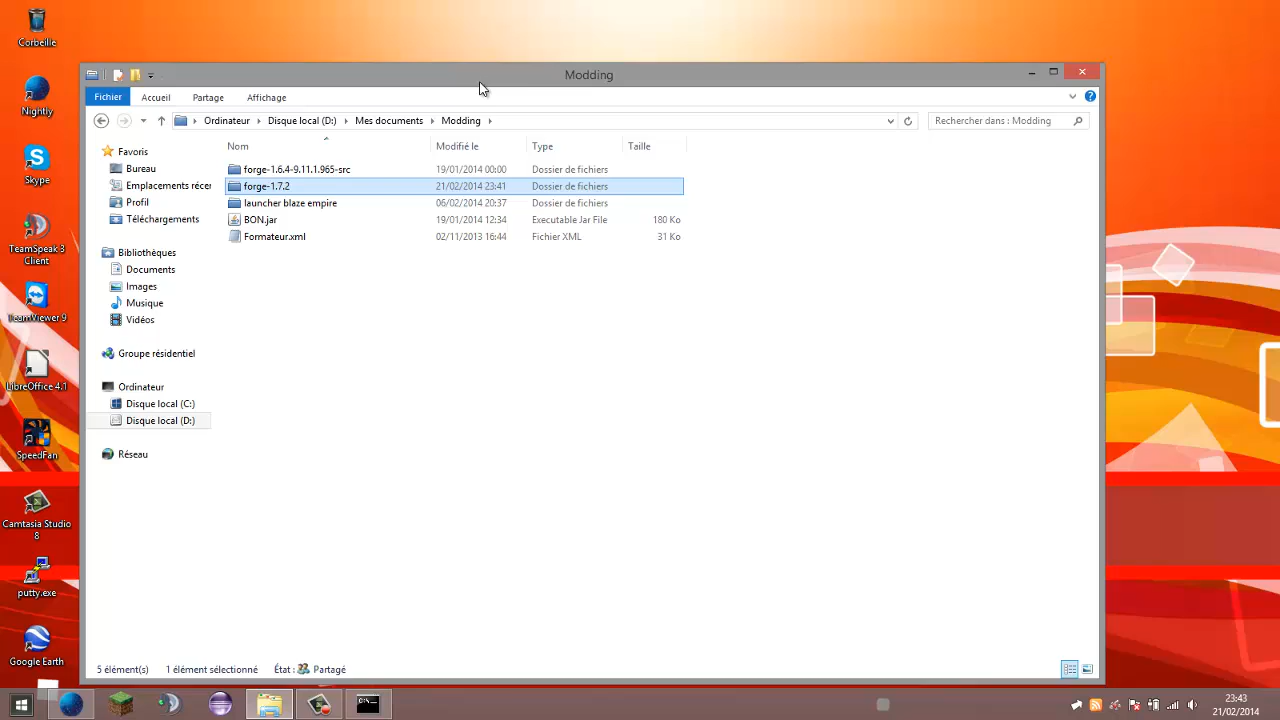 Corbeille
Nightly
Skype
TeamSpeak 3
Client
TeamViewer 9
LibreOffice 4.1
SpeedFan
Camtasia Studio
8
putty.exe
Google Earth
Modding
Fichier Accueil Partage Affichage
Ordinateur Disque local (D:) Mes documents Modding
Rechercher dans : Modding
Nom Modifié le Type Taille
forge-1.6.4-9.11.1.965-src 19/01/2014 00:00 Dossier de fichiers
forge-1.7.2 21/02/2014 23:41 Dossier de fichiers
launcher blaze empire 06/02/2014 20:37 Dossier de fichiers
BON.jar 19/01/2014 12:34 Executable Jar File 180 Ko
Formateur.xml 02/11/2013 16:44 Fichier XML 31 Ko
Favoris
Bureau
Emplacements récer
Profil
Téléchargements
Bibliothèques
Documents
Images
Musique
Vidéos
Groupe résidentiel
Ordinateur
Disque local (C:)
Disque local (D:)
Réseau
5 élément(s) 1 élément sélectionné État : Partagé
23:43
21/02/2014